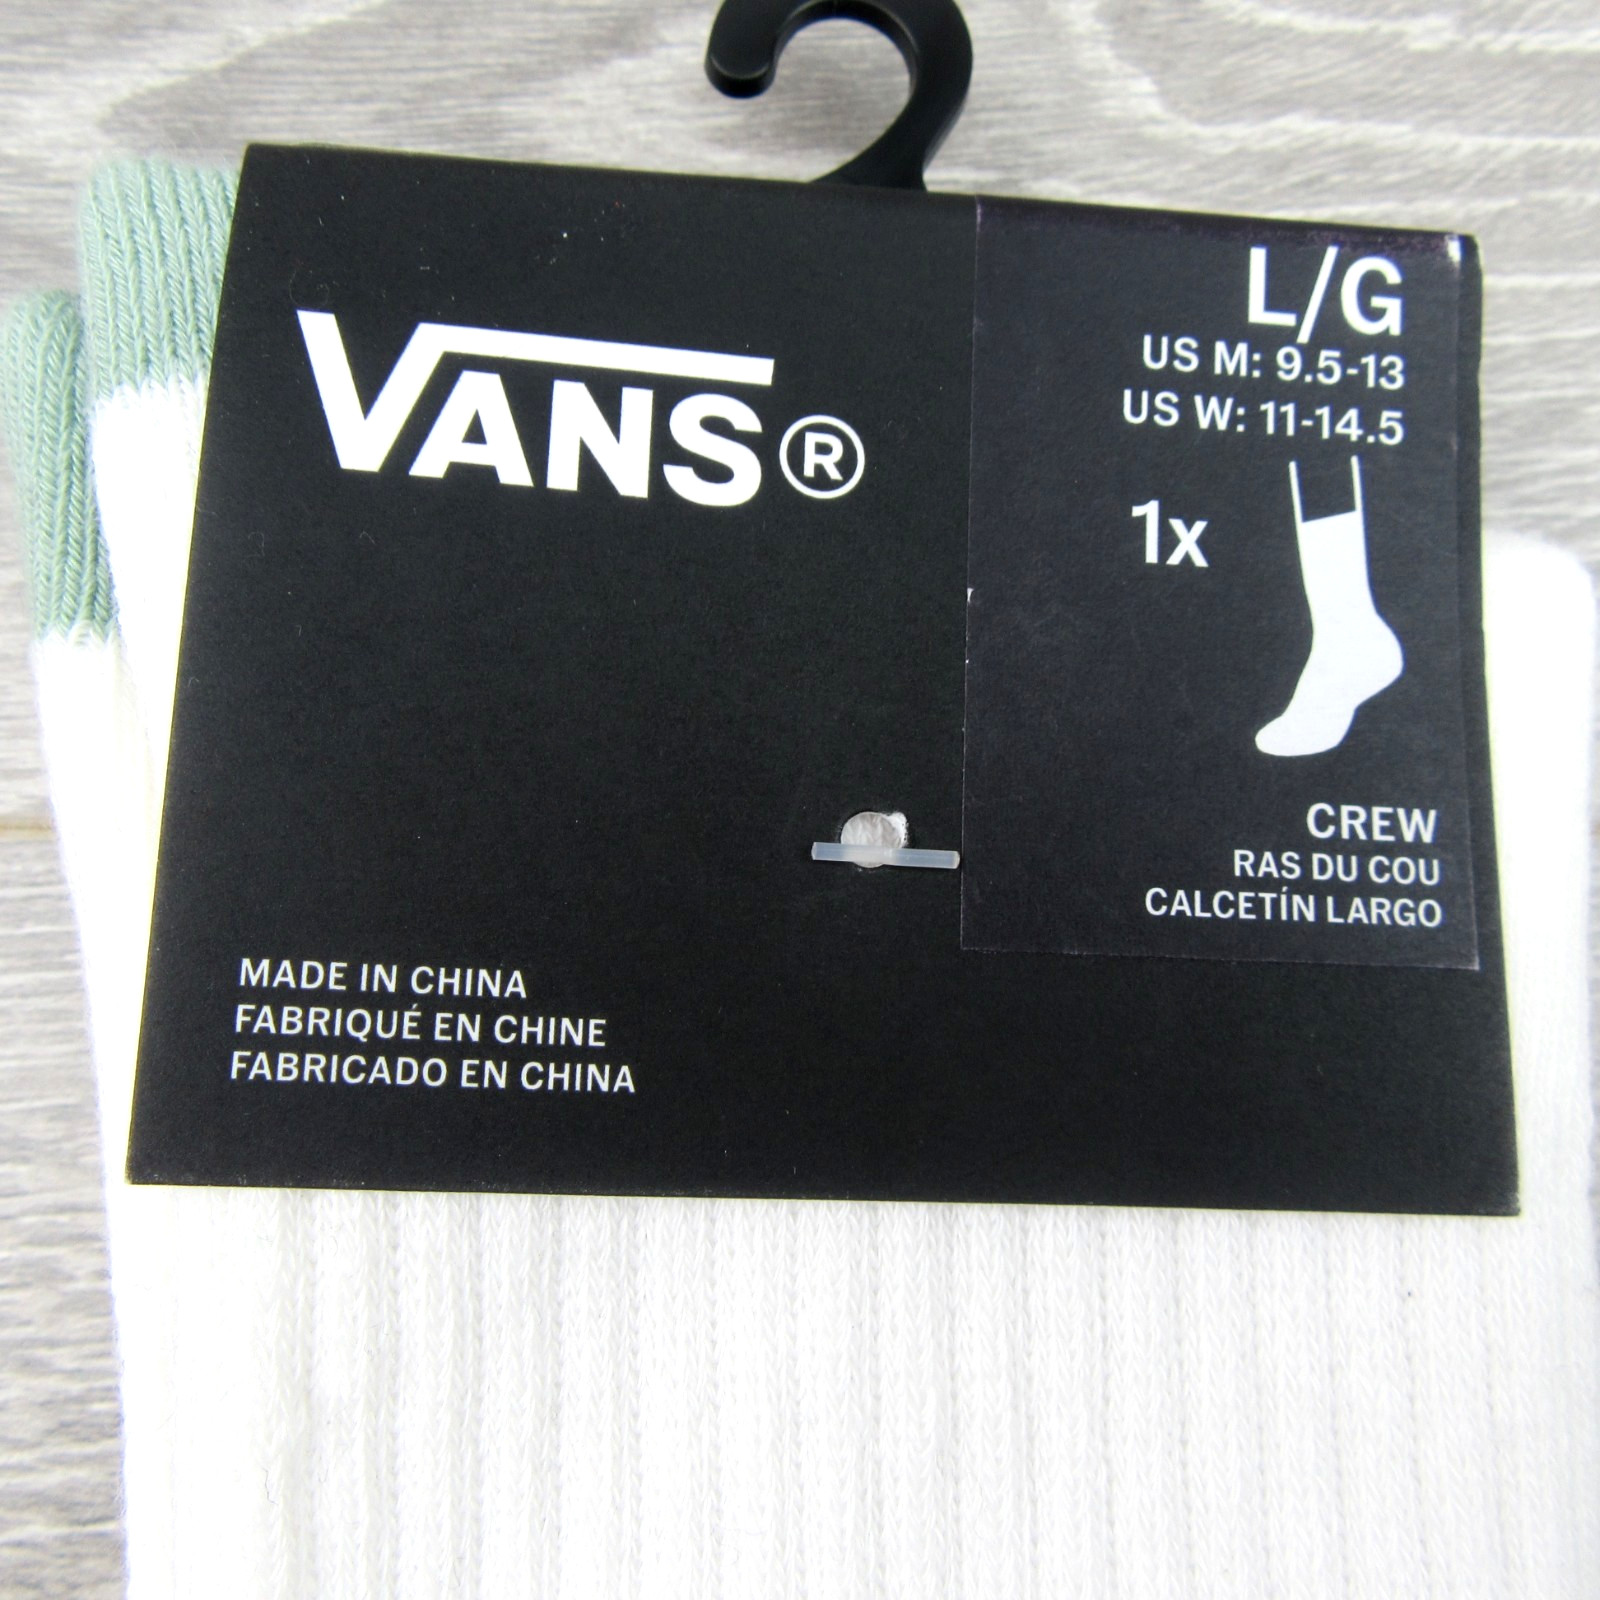 VANS®
L/G
US M: 9.5-13
US W: 11-14.5
1x
CREW
RAS DU COU
CALCETÍN LARGO
MADE IN CHINA
FABRIQUÉ EN CHINE
FABRICADO EN CHINA